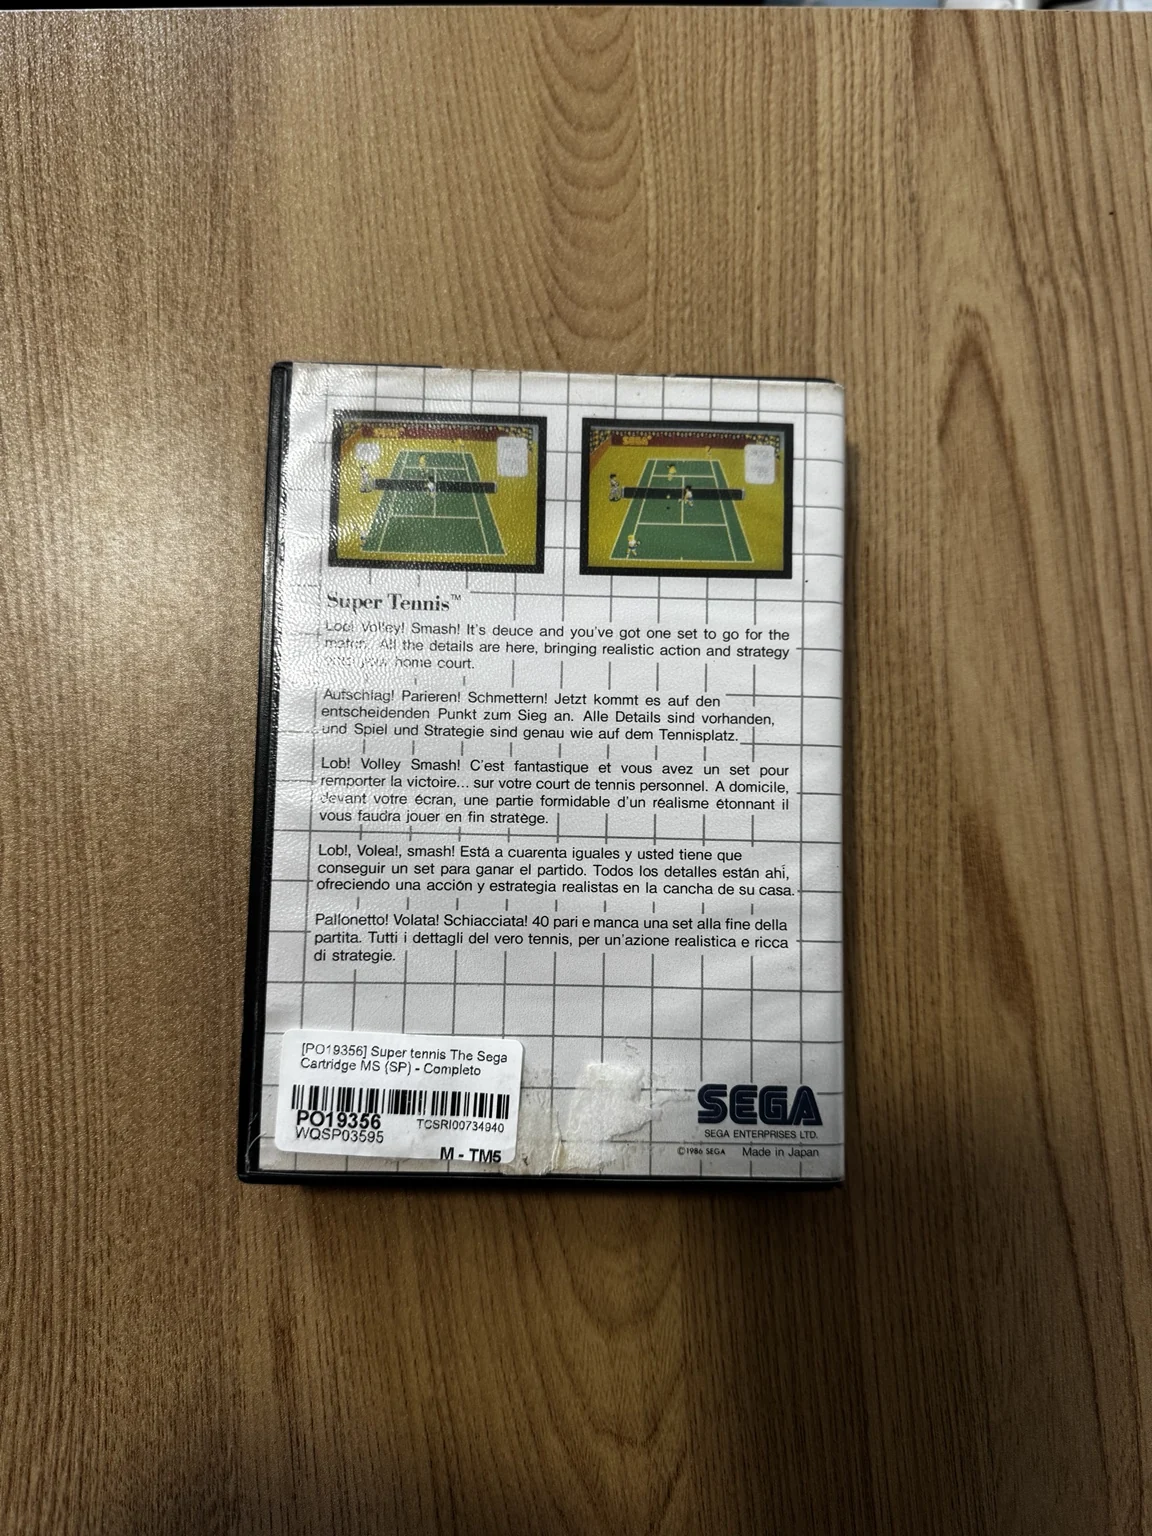 SEGA
Super Tennis™
Lob! Volley! Smash! It's deuce and you've got one set to go for the
match. All the details are here, bringing realistic action and strategy
home court.
Aufschlag! Parieren! Schmettern! Jetzt kommt es auf den
entscheidenden Punkt zum Sieg an. Alle Details sind vorhanden,
und Spiel und Strategie sind genau wie auf dem Tennisplatz.
Lob! Volley Smash! C'est fantastique et vous avez un set pour
remporter la victoire... sur votre court de tennis personnel. A domicile,
devant votre écran, une partie formidable d'un réalisme étonnant il
vous faudra jouer en fin stratège.
Lob!, Volea!, smash! Está a cuarenta iguales y usted tiene que
conseguir un set para ganar el partido. Todos los detalles están ahí,
ofreciendo una acción y estrategia realistas en la cancha de su casa.
Pallonetto! Volata! Schiacciata! 40 pari e manca una set alla fine della
partita. Tutti i dettagli del vero tennis, per un'azione realistica e ricca
di strategie.
[PO19356] Super tennis The Sega
Cartridge MS (SP) - Completo
PO19356
TCSRI00734940
WQSP03595
M - TM5
SEGA
SEGA ENTERPRISES LTD.
©1986 SEGA Made in Japan